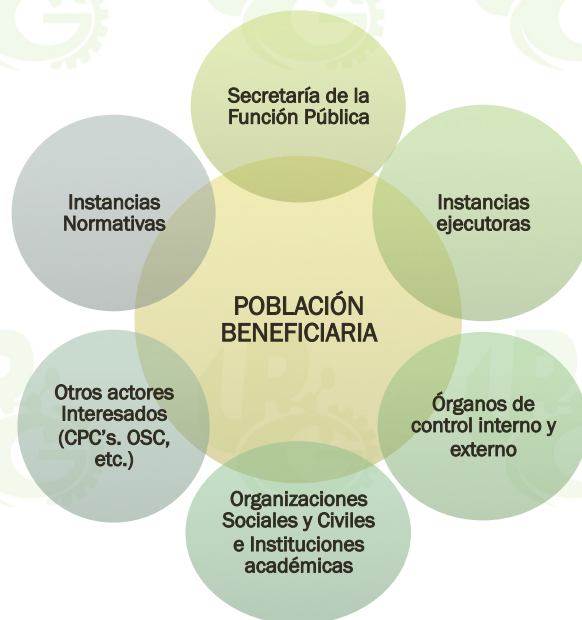 Secretaría de la
Función Pública
Instancias
Normativas
Instancias
ejecutoras
POBLACIÓN
BENEFICIARIA
Otros actores
Interesados
(CPC's. OSC,
etc.)
Órganos de
control interno y
externo
Organizaciones
Sociales y Civiles
e Instituciones
académicas